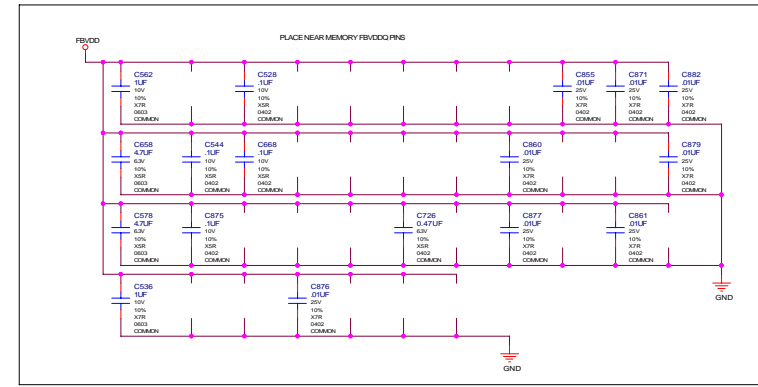 FBVDD
PLACE NEAR MEMORY FBVDDQ PINS
C562
1UF
10V
10%
X7R
0603
COMMON
C528
.1UF
10V
10%
X5R
0402
COMMON
C855
.01UF
25V
10%
X7R
0402
COMMON
C871
.01UF
25V
10%
X7R
0402
COMMON
C882
.01UF
25V
10%
X7R
0402
COMMON
C658
4.7UF
6.3V
10%
X5R
0603
COMMON
C544
.1UF
10V
10%
X5R
0402
COMMON
C668
.1UF
10V
10%
X5R
0402
COMMON
C860
.01UF
25V
10%
X7R
0402
COMMON
C879
.01UF
25V
10%
X7R
0402
COMMON
C578
4.7UF
6.3V
10%
X5R
0603
COMMON
C875
.1UF
10V
10%
X5R
0402
COMMON
C726
0.47UF
6.3V
10%
X5R
0402
COMMON
C877
.01UF
25V
10%
X7R
0402
COMMON
C861
.01UF
25V
10%
X7R
0402
COMMON
C536
1UF
10V
10%
X7R
0603
COMMON
C876
.01UF
25V
10%
X7R
0402
COMMON
GND
GND